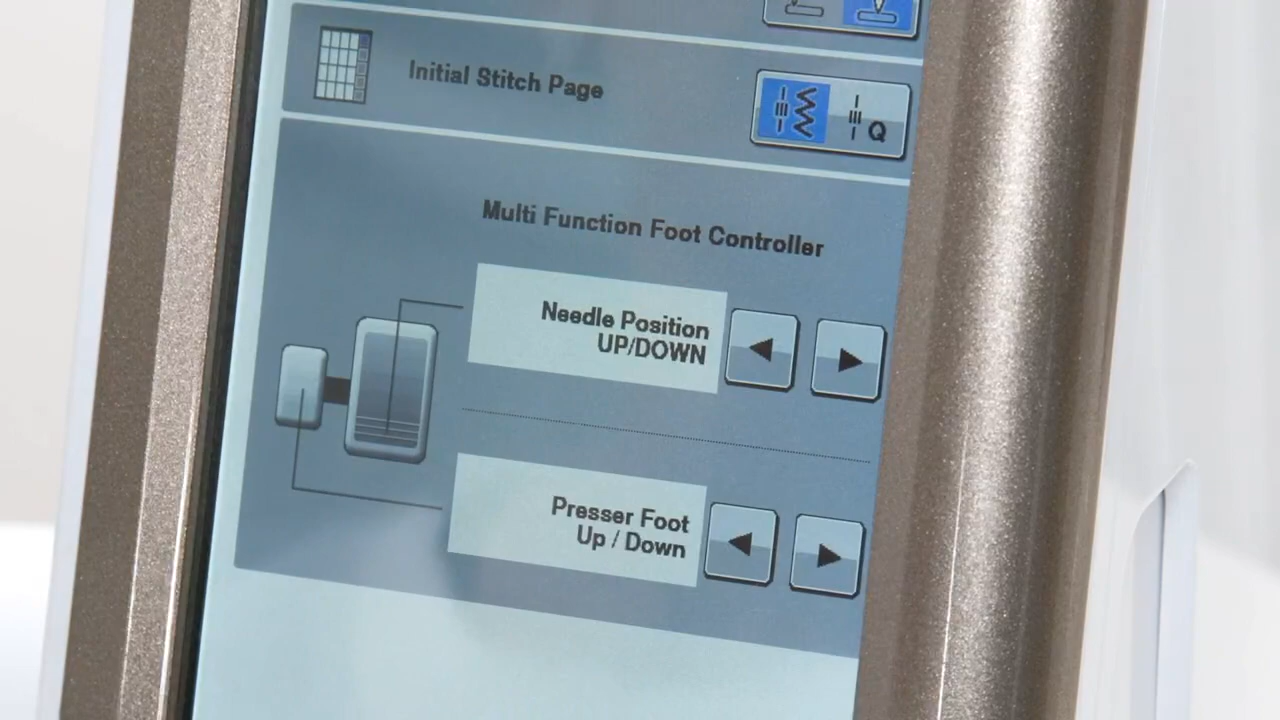 Initial Stitch Page
Q
Multi Function Foot Controller
Needle Position
UP/DOWN
Presser Foot
Up / Down